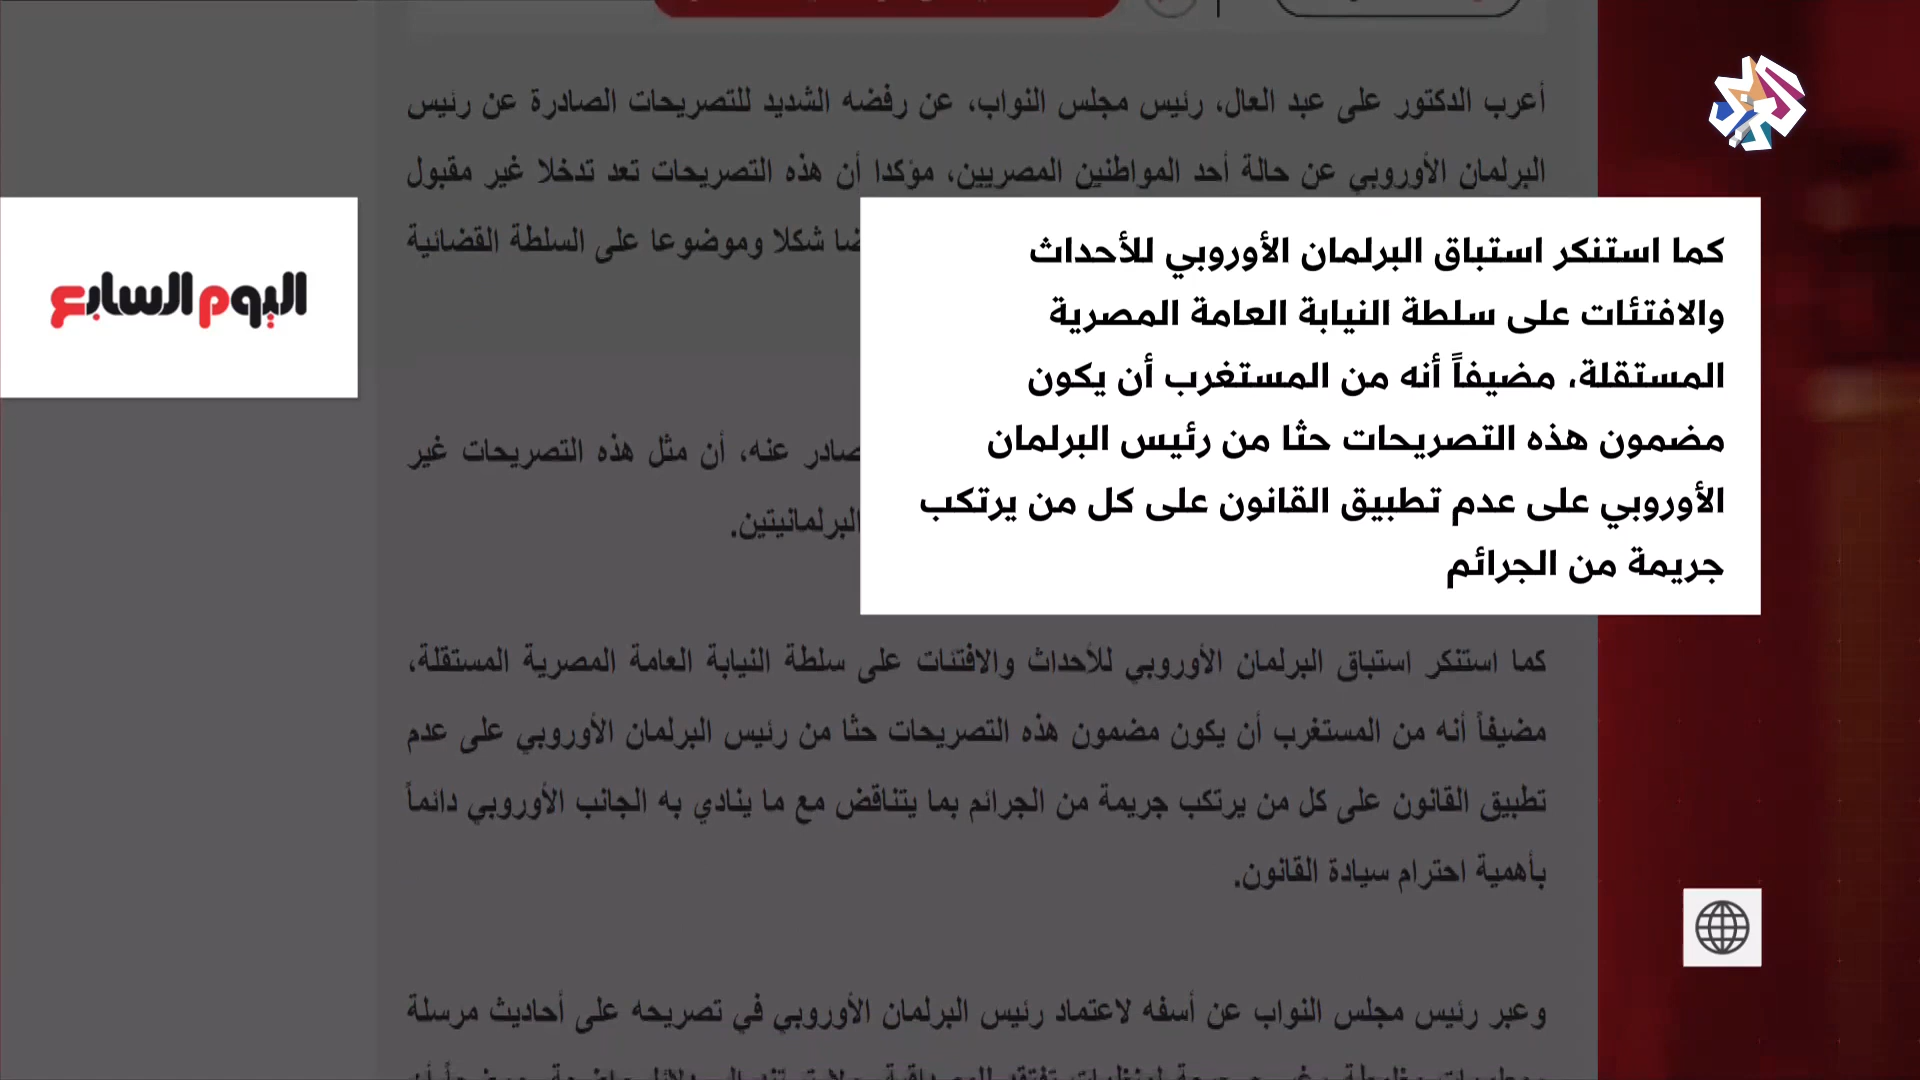 أعرب الدكتور على عبد العال، رئيس مجلس النواب، عن رفضه الشديد للتصريحات الصادرة عن رئيس
البرلمان الأوروبي عن حالة أحد المواطنين المصريين، مؤكدا أن هذه التصريحات تعد تدخلا غير مقبول
شكلا وموضوعا على السلطة القضائية
اليوم السابع
كما استنكر استباق البرلمان الأوروبي للأحداث
والافتئات على سلطة النيابة العامة المصرية
المستقلة، مضيفاً أنه من المستغرب أن يكون
مضمون هذه التصريحات حثا من رئيس البرلمان
الأوروبي على عدم تطبيق القانون على كل من يرتكب
جريمة من الجرائم
صادر عنه، أن مثل هذه التصريحات غير
البرلمانيتين.
كما استنكر استباق البرلمان الأوروبي للأحداث والافتئات على سلطة النيابة العامة المصرية المستقلة،
مضيفاً أنه من المستغرب أن يكون مضمون هذه التصريحات حثا من رئيس البرلمان الأوروبي على عدم
تطبيق القانون على كل من يرتكب جريمة من الجرائم بما يتناقض مع ما ينادي به الجانب الأوروبي دائماً
بأهمية احترام سيادة القانون.
وعبر رئيس مجلس النواب عن أسفه لاعتماد رئيس البرلمان الأوروبي في تصريحه على أحاديث مرسلة